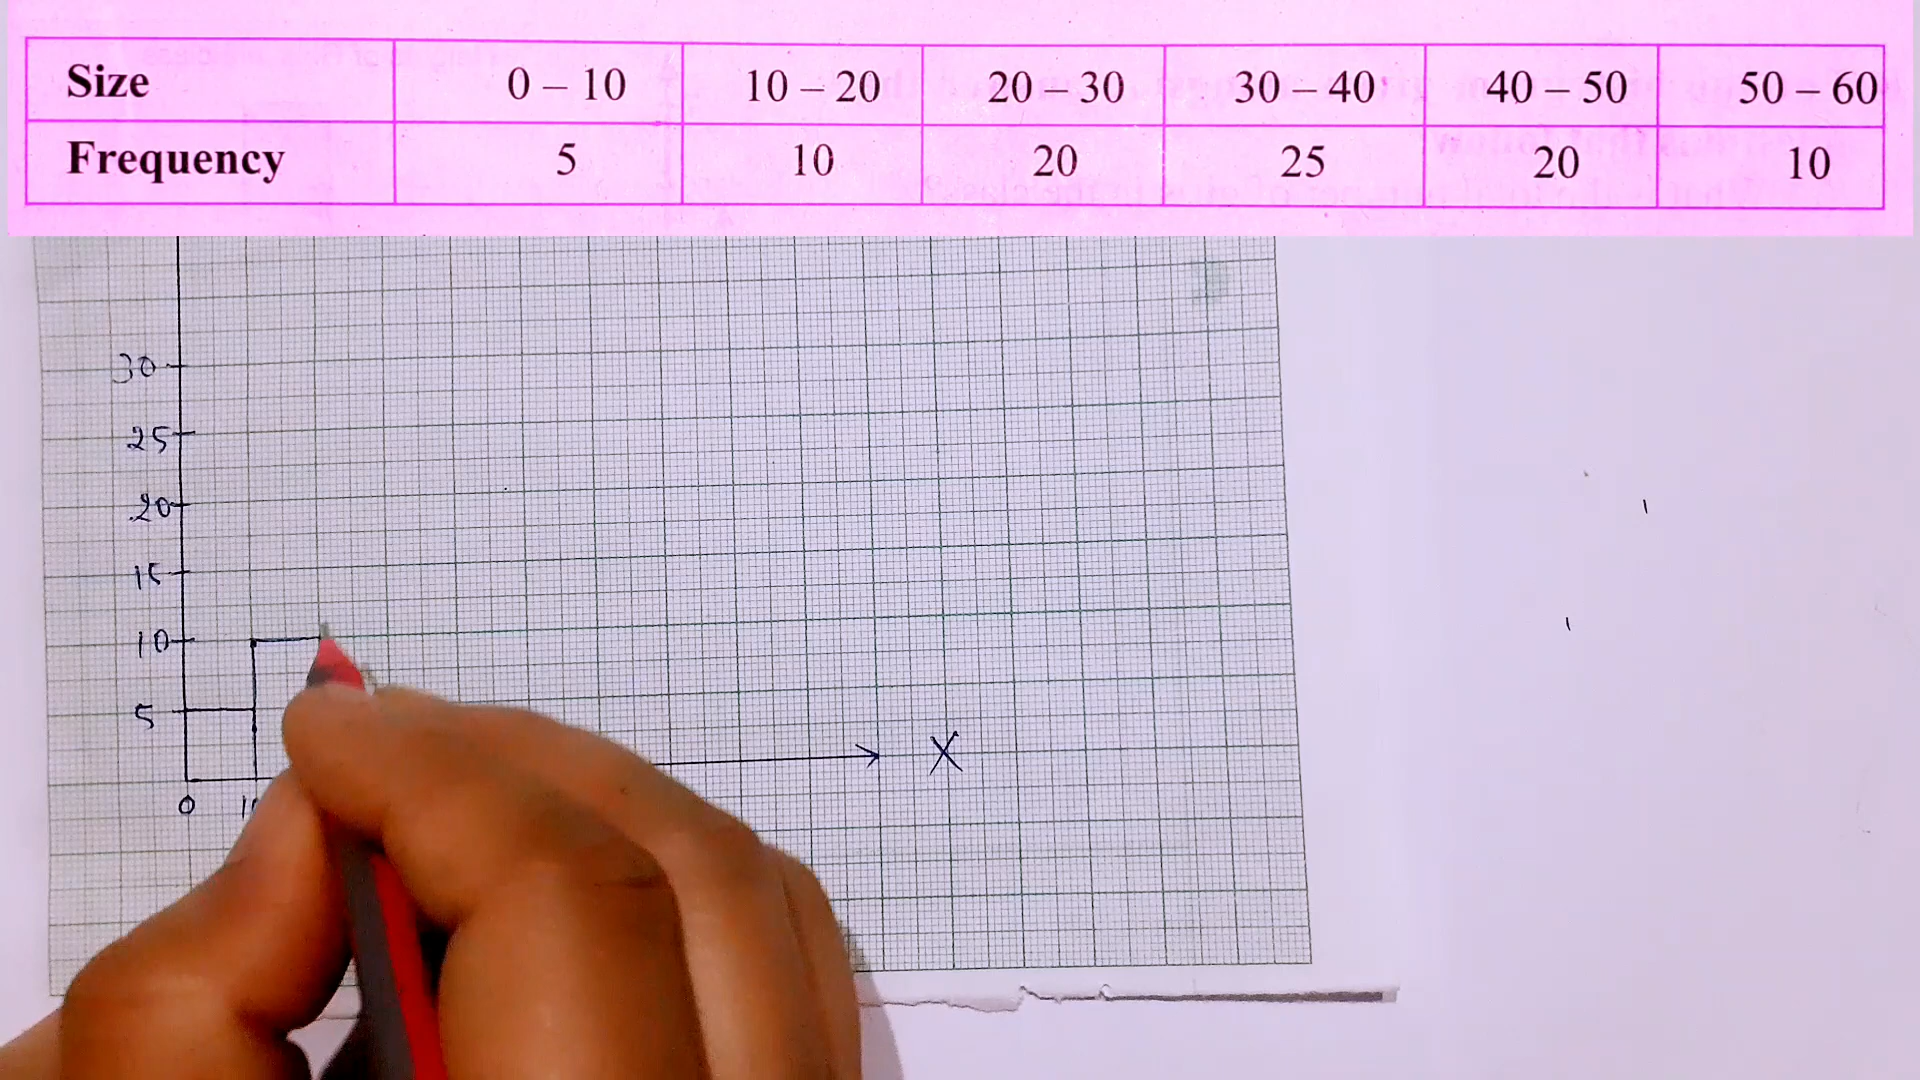 Size 0 – 10 10 – 20 20 – 30 30 – 40 40 – 50 50 – 60
Frequency 5 10 20 25 20 10
30
25
20
15
10
5
X
0